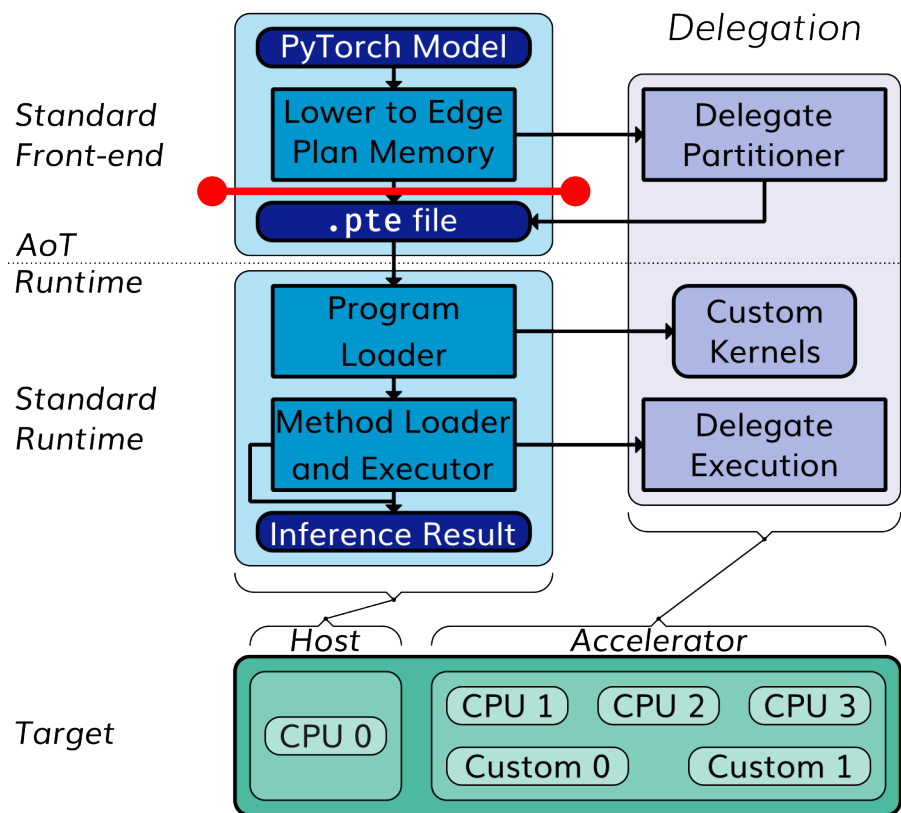 Delegation
PyTorch Model
Standard
Front-end
Lower to Edge
Plan Memory
Delegate
Partitioner
.pte file
AoT
Runtime
Program
Loader
Custom
Kernels
Standard
Runtime
Method Loader
and Executor
Delegate
Execution
Inference Result
Host
Accelerator
Target
CPU 0
CPU 1
CPU 2
CPU 3
Custom 0
Custom 1